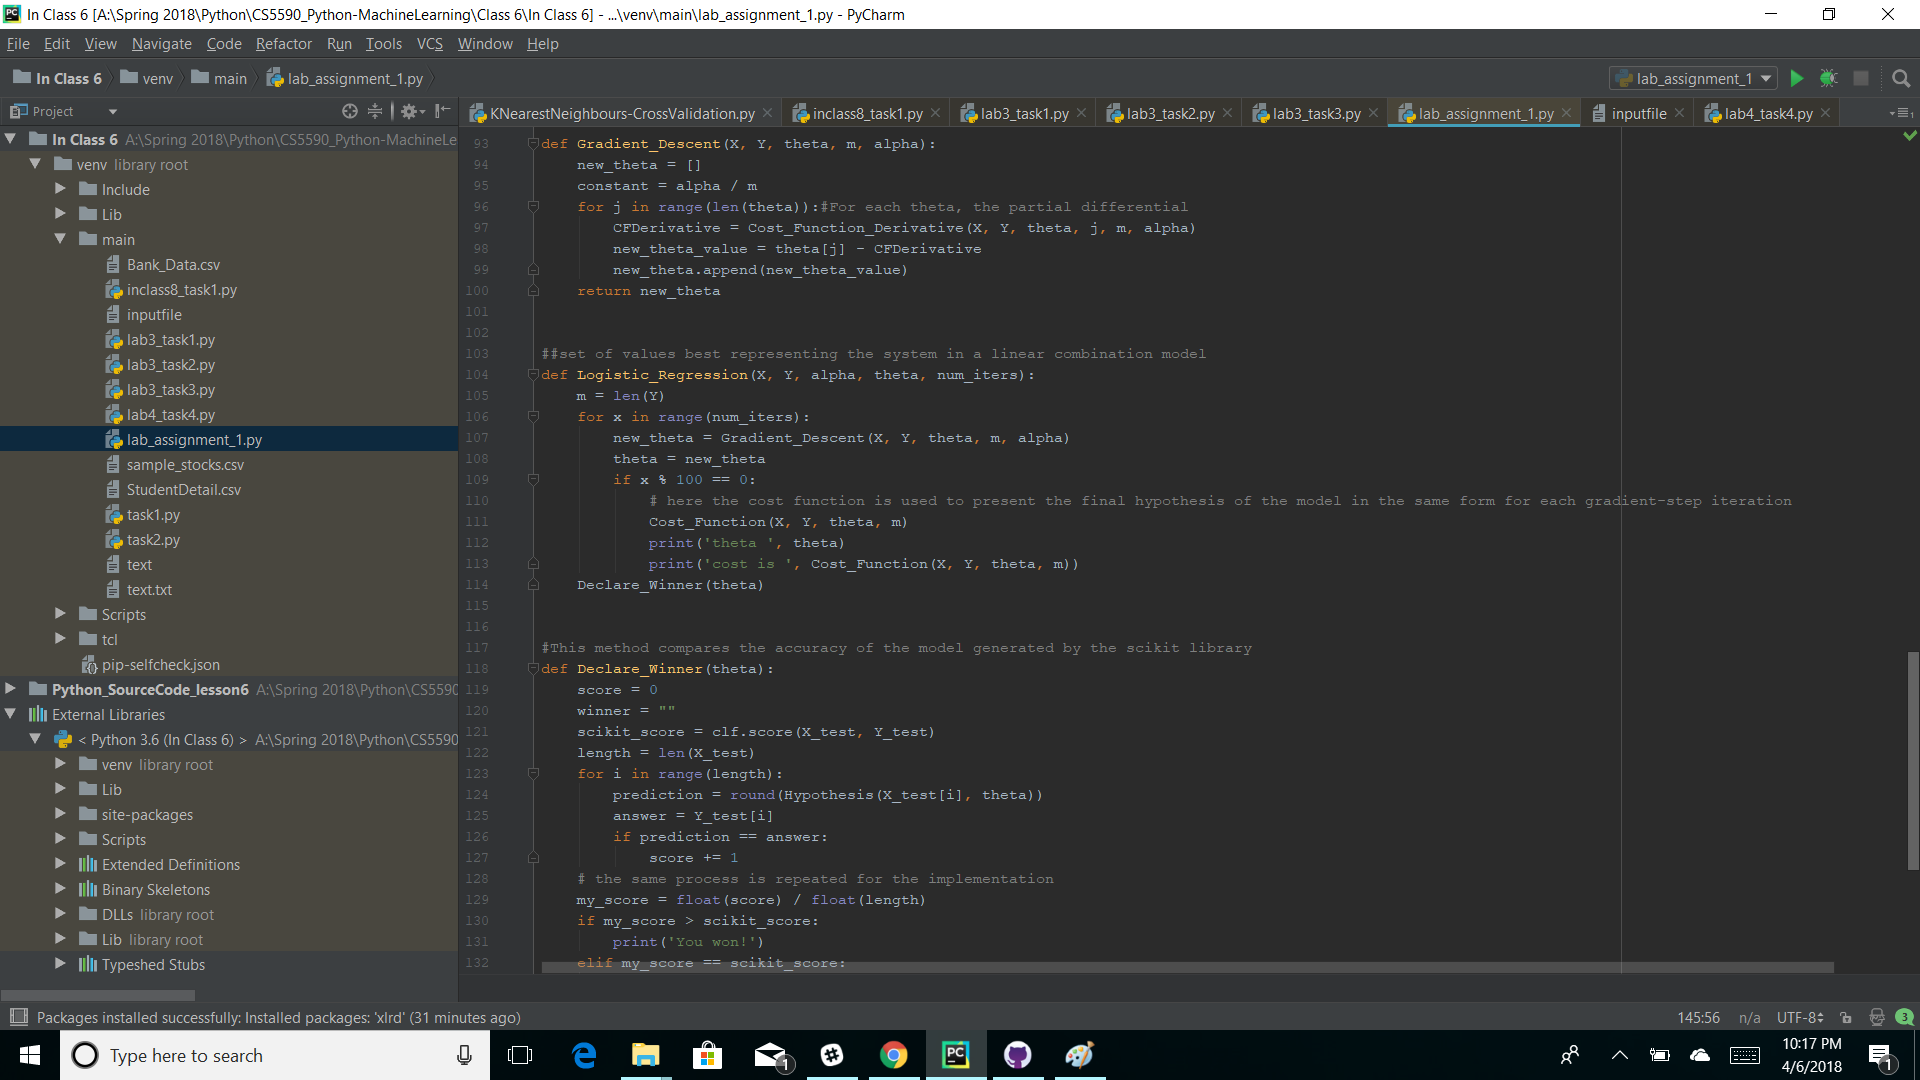 In Class 6 [A:\Spring 2018\Python\CS5590_Python-MachineLearning\Class 6\In Class 6] - ...\venv\main\lab_assignment_1.py - PyCharm
File Edit View Navigate Code Refactor Run Tools VCS Window Help
In Class 6 venv main lab_assignment_1.py
lab_assignment_1
Project
In Class 6 A:\Spring 2018\Python\CS5590_Python-MachineLe
venv library root
Include
Lib
main
Bank_Data.csv
inclass8_task1.py
inputfile
lab3_task1.py
lab3_task2.py
lab3_task3.py
lab4_task4.py
lab_assignment_1.py
sample_stocks.csv
StudentDetail.csv
task1.py
task2.py
text
text.txt
Scripts
tcl
pip-selfcheck.json
Python_SourceCode_lesson6 A:\Spring 2018\Python\CS5590
External Libraries
< Python 3.6 (In Class 6) > A:\Spring 2018\Python\CS5590
venv library root
Lib
site-packages
Scripts
Extended Definitions
Binary Skeletons
DLLs library root
Lib library root
Typeshed Stubs
KNearestNeighbours-CrossValidation.py inclass8_task1.py lab3_task1.py lab3_task2.py lab3_task3.py lab_assignment_1.py inputfile lab4_task4.py
93 def Gradient_Descent(X, Y, theta, m, alpha):
94 new_theta = []
95 constant = alpha / m
96 for j in range(len(theta)):#For each theta, the partial differential
97 CFDerivative = Cost_Function_Derivative(X, Y, theta, j, m, alpha)
98 new_theta_value = theta[j] - CFDerivative
99 new_theta.append(new_theta_value)
100 return new_theta
101
102
103 ##set of values best representing the system in a linear combination model
104 def Logistic_Regression(X, Y, alpha, theta, num_iters):
105 m = len(Y)
106 for x in range(num_iters):
107 new_theta = Gradient_Descent(X, Y, theta, m, alpha)
108 theta = new_theta
109 if x % 100 == 0:
110 # here the cost function is used to present the final hypothesis of the model in the same form for each gradient-step iteration
111 Cost_Function(X, Y, theta, m)
112 print('theta ', theta)
113 print('cost is ', Cost_Function(X, Y, theta, m))
114 Declare_Winner(theta)
115
116
117 #This method compares the accuracy of the model generated by the scikit library
118 def Declare_Winner(theta):
119 score = 0
120 winner = ""
121 scikit_score = clf.score(X_test, Y_test)
122 length = len(X_test)
123 for i in range(length):
124 prediction = round(Hypothesis(X_test[i], theta))
125 answer = Y_test[i]
126 if prediction == answer:
127 score += 1
128 # the same process is repeated for the implementation
129 my_score = float(score) / float(length)
130 if my_score > scikit_score:
131 print('You won!')
132 elif my_score == scikit_score:
Packages installed successfully: Installed packages: 'xlrd' (31 minutes ago)
145:56 n/a UTF-8 3
Type here to search
1
10:17 PM
4/6/2018
1